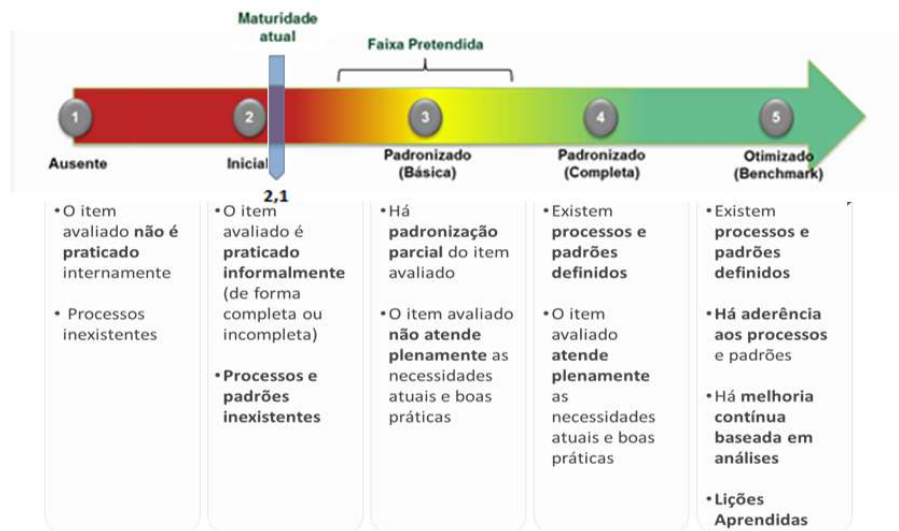 Maturidade
atual
Faixa Pretendida
1
2
3
4
5
Ausente
Inicial
Padronizado
(Básica)
Padronizado
(Completa)
Otimizado
(Benchmark)
2,1
• O item
avaliado não é
praticado
internamente
• Processos
inexistentes
• O item
avaliado é
praticado
informalmente
(de forma
completa ou
incompleta)
• Processos e
padrões
inexistentes
• Há
padronização
parcial do item
avaliado
• O item avaliado
não atende
plenamente as
necessidades
atuais e boas
práticas
• Existem
processos e
padrões
definidos
• O item
avaliado
atende
plenamente
as
necessidades
atuais e boas
práticas
• Existem
processos e
padrões
definidos
• Há aderência
aos processos
e padrões
• Há melhoria
contínua
baseada em
análises
• Lições
Aprendidas